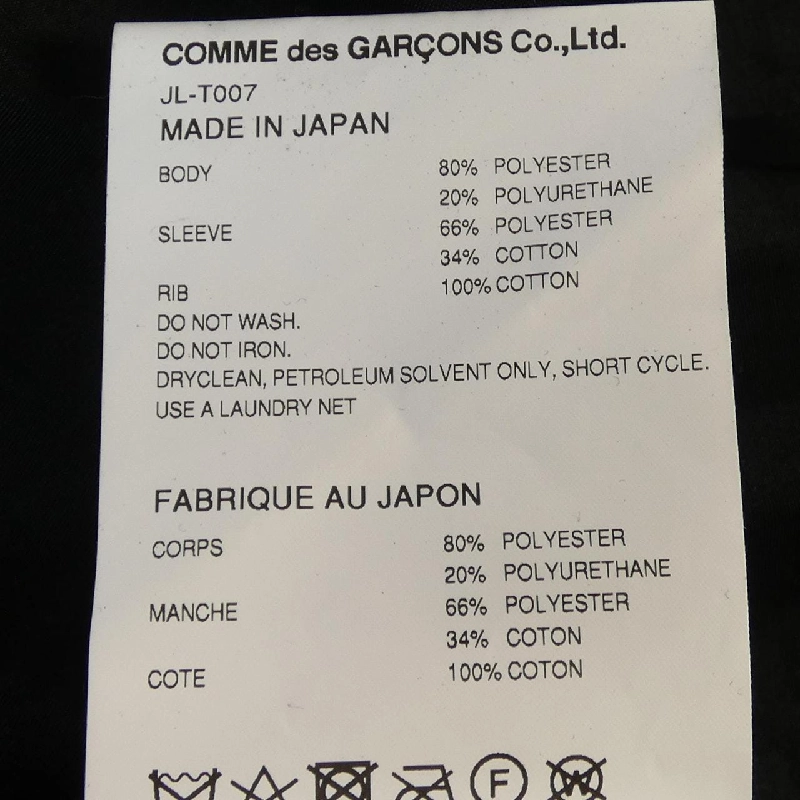 COMME des GARÇONS Co.,Ltd.
JL-T007
MADE IN JAPAN
BODY 80% POLYESTER
20% POLYURETHANE
SLEEVE 66% POLYESTER
34% COTTON
RIB 100% COTTON
DO NOT WASH.
DO NOT IRON.
DRYCLEAN, PETROLEUM SOLVENT ONLY, SHORT CYCLE.
USE A LAUNDRY NET
FABRIQUE AU JAPON
CORPS 80% POLYESTER
20% POLYURETHANE
MANCHE 66% POLYESTER
34% COTON
COTE 100% COTON
F W